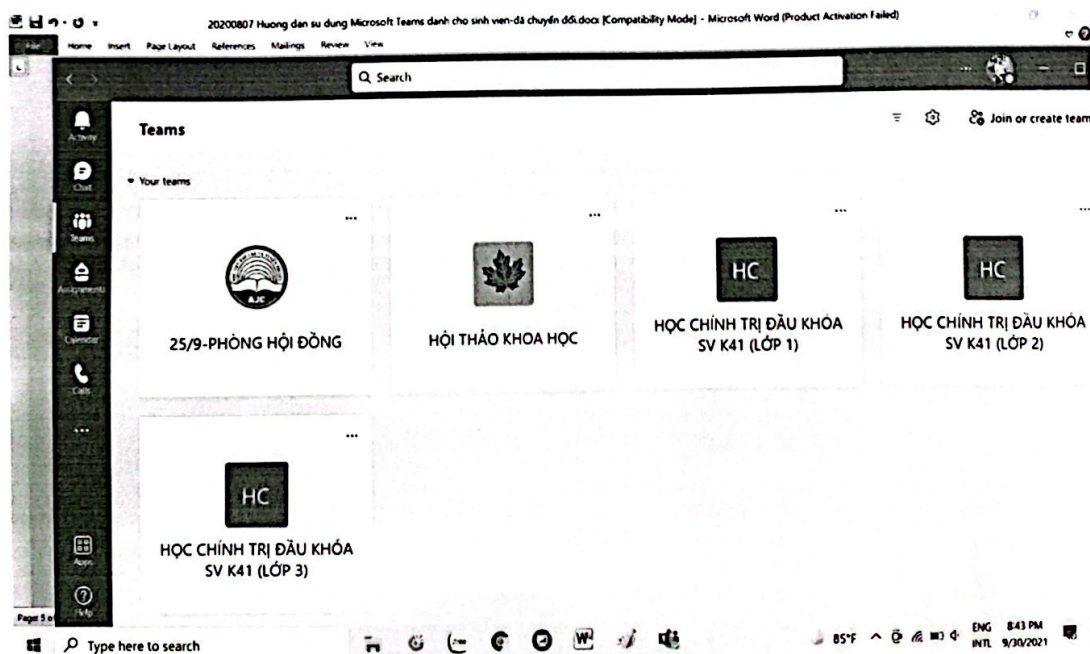 20200807 Huong dan su dung Microsoft Teams danh cho sinh vien-đã chuyển đổi.docx [Compatibility Mode] - Microsoft Word (Product Activation Failed)
File Home Insert Page Layout References Mailings Review View
Search
Activity
Chat
Teams
Assignments
Calendar
Calls
Apps
Help
Teams
Join or create team
Your teams
AJC
25/9-PHÒNG HỘI ĐỒNG
HỘI THẢO KHOA HỌC
HC
HỌC CHÍNH TRỊ ĐẦU KHÓA
SV K41 (LỚP 1)
HC
HỌC CHÍNH TRỊ ĐẦU KHÓA
SV K41 (LỚP 2)
HC
HỌC CHÍNH TRỊ ĐẦU KHÓA
SV K41 (LỚP 3)
Page: 5 o
Type here to search
85°F
ENG
INTL
8:43 PM
9/30/2021